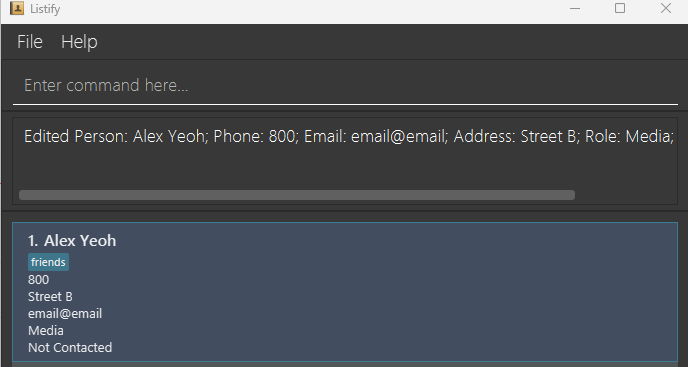 Listify
File Help
Enter command here...
Edited Person: Alex Yeoh; Phone: 800; Email: email@email; Address: Street B; Role: Media;
1. Alex Yeoh
friends
800
Street B
email@email
Media
Not Contacted